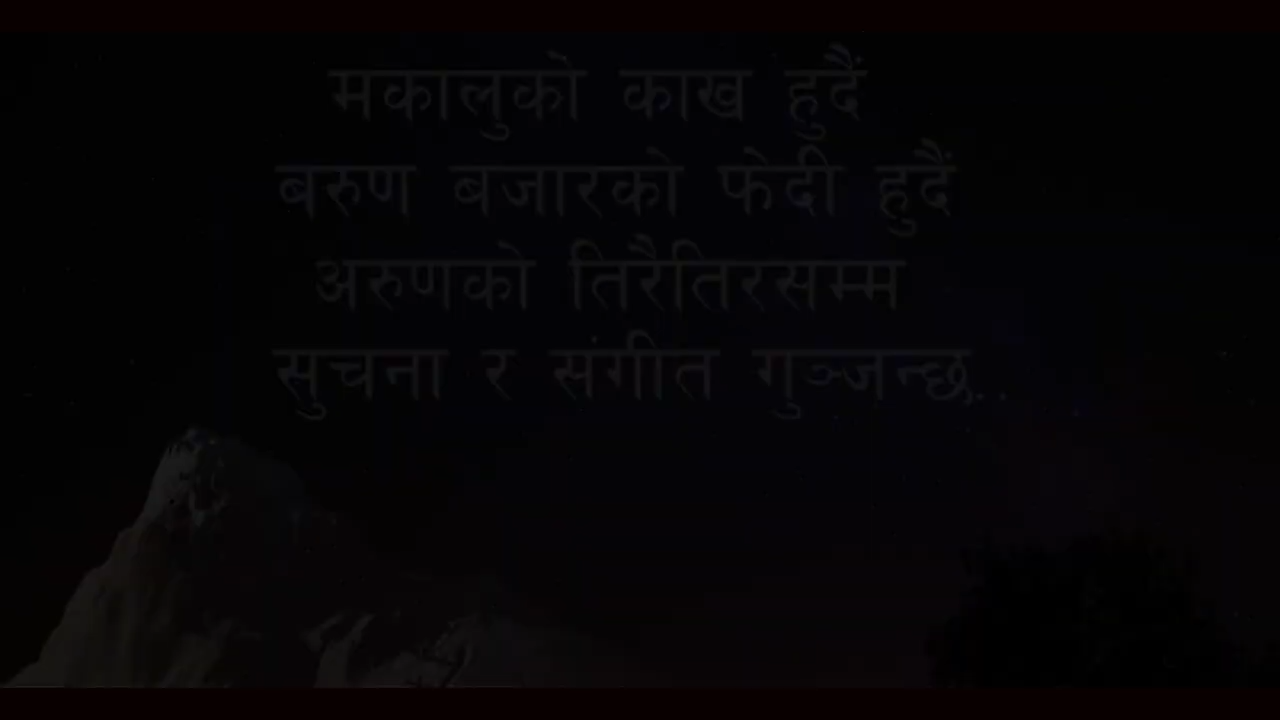 मकालुको काख हुदैं
बरुण बजारको फेदी हुदैं
अरुणको तिरैतिरसम्म
सुचना र संगीत गुञ्जन्छ..